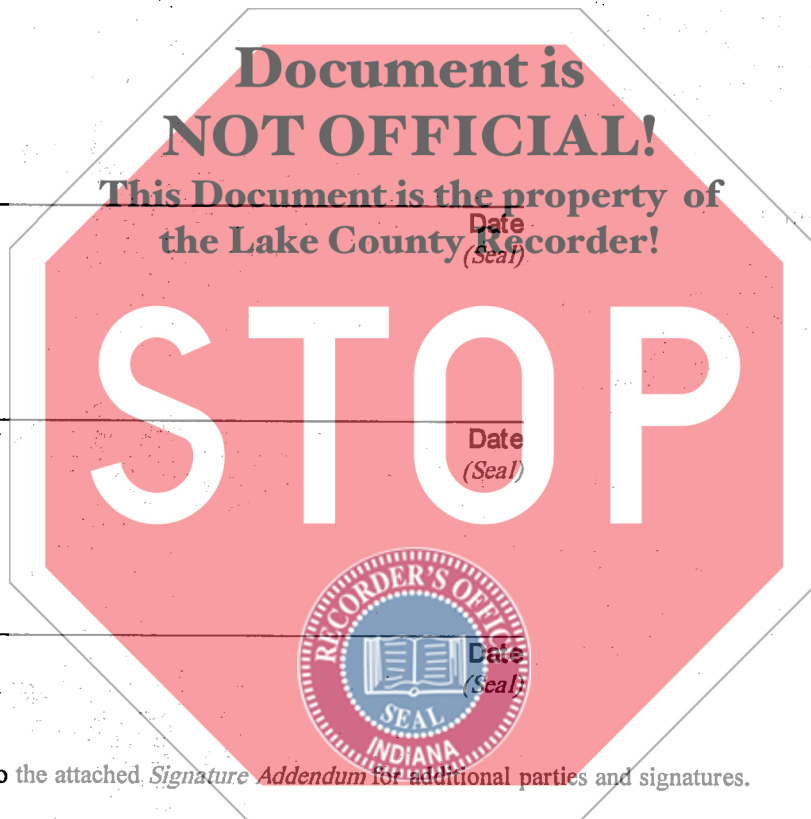 Document is
NOT OFFICIAL!
This Document is the property of
the Lake County Recorder!
Date
(Seal)
STOP
Date
(Seal)
RECORDER'S OFFICE
SEAL
INDIANA
Date
(Seal)
the attached Signature Addendum for additional parties and signatures.